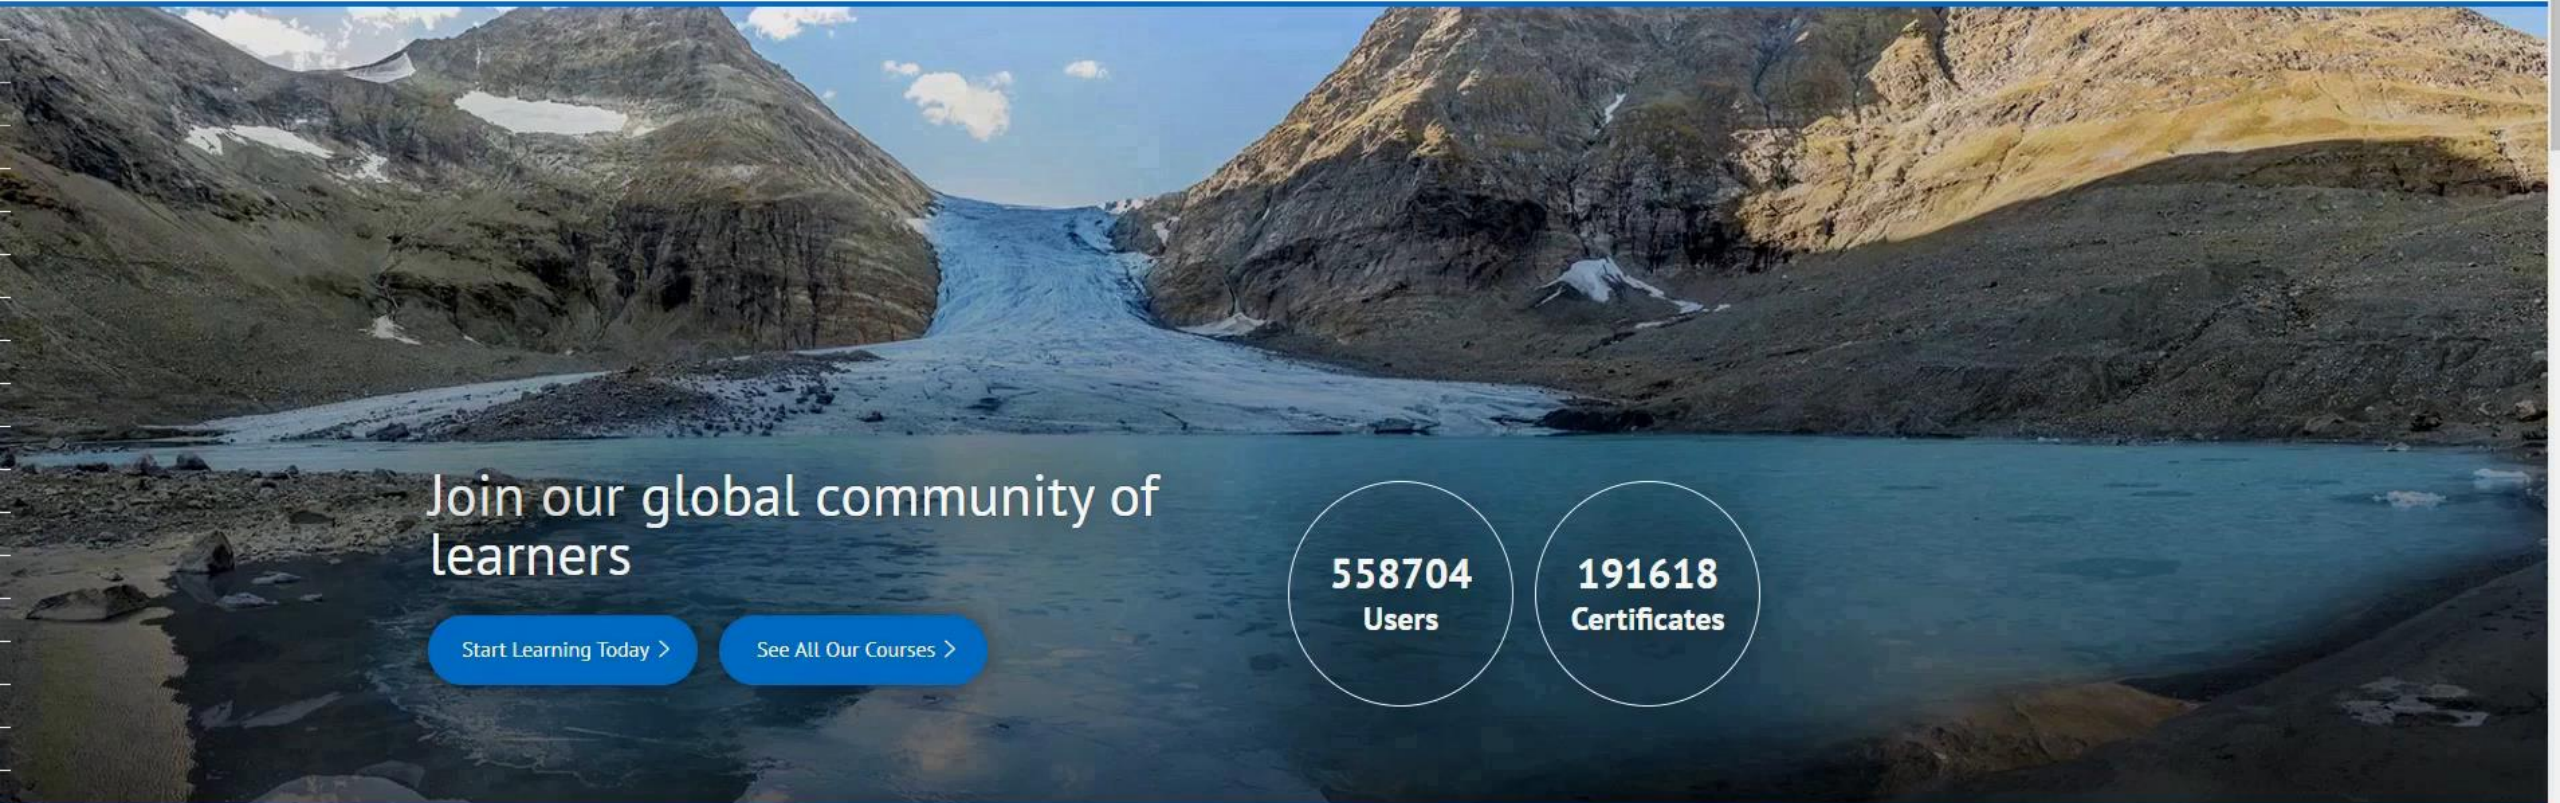 Join our global community of
learners
Start Learning Today >
See All Our Courses >
558704
Users
191618
Certificates